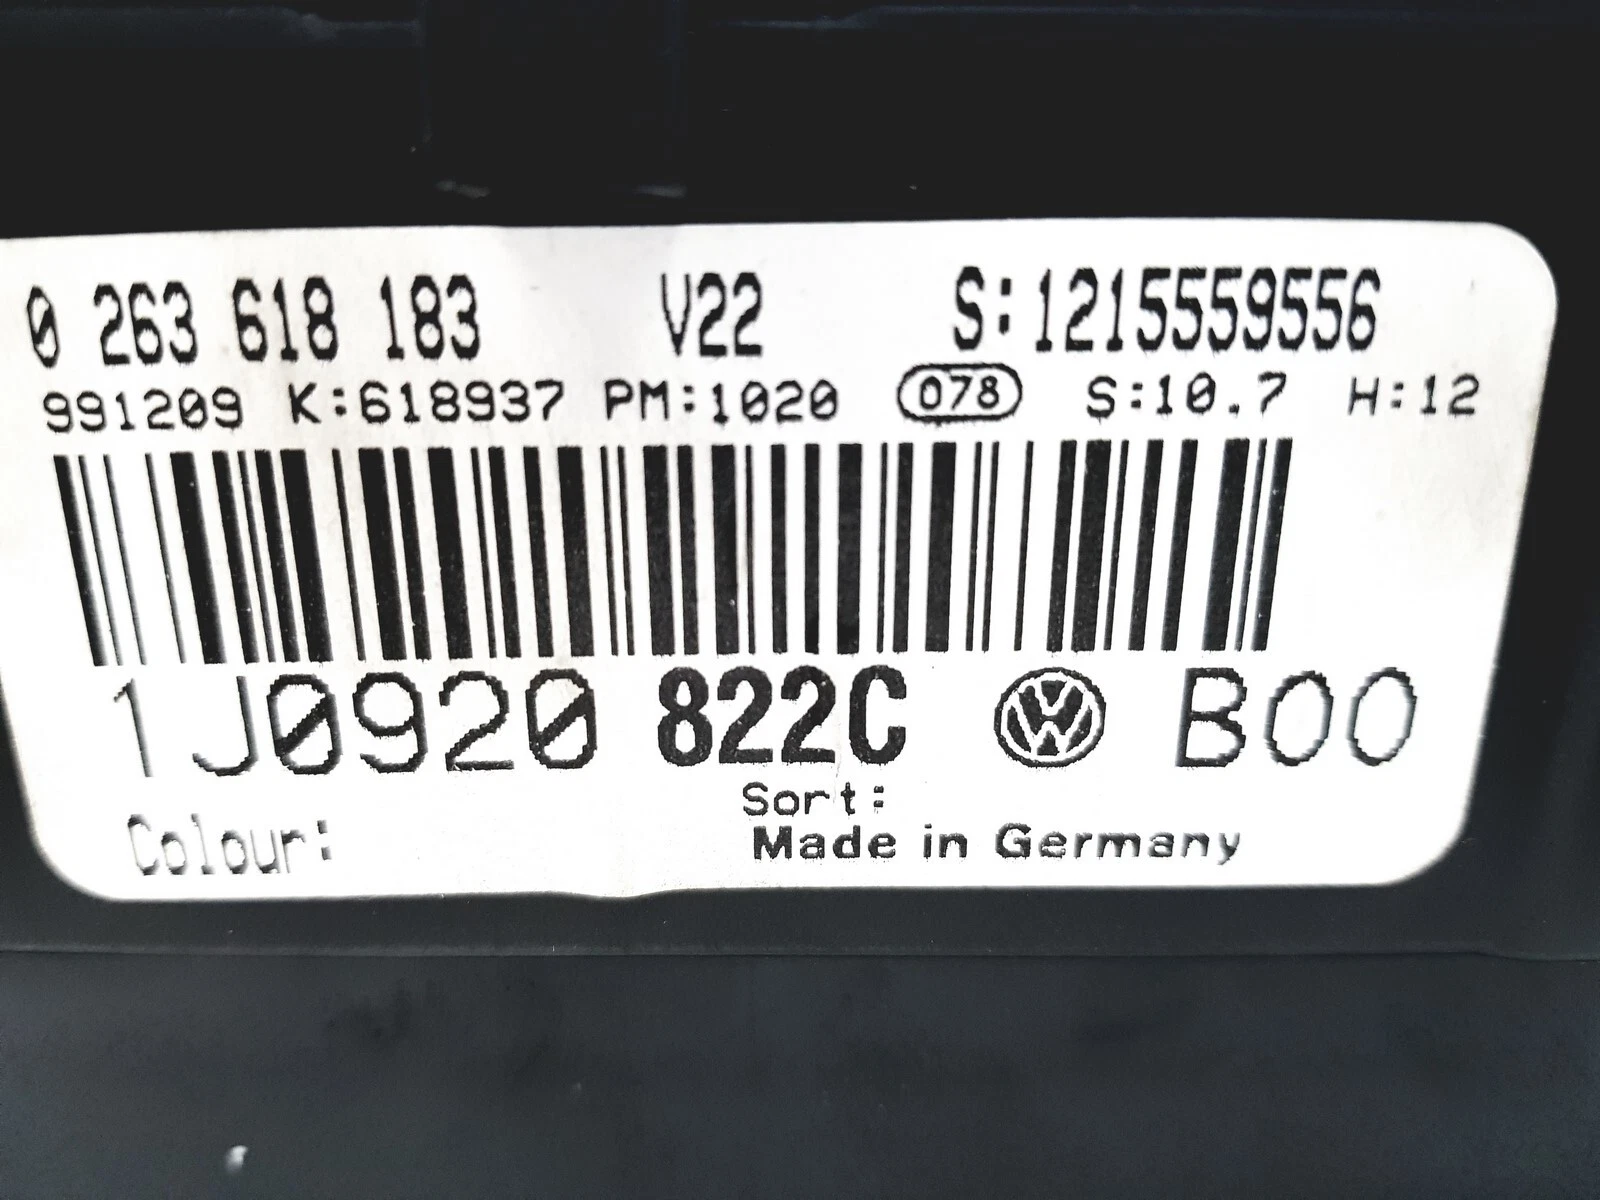 0 263 618 183 V22 S:1215559556
991209 K:618937 PM:1020 078 S:10.7 H:12
1J0920 822C VW B00
Sort:
Colour:
Made in Germany